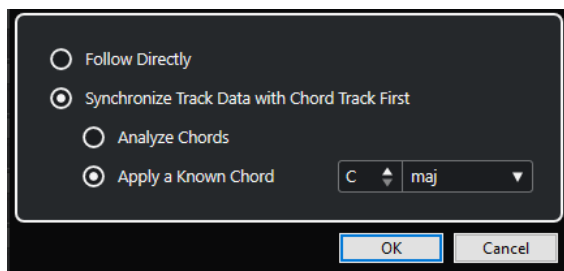 Follow Directly
Synchronize Track Data with Chord Track First
Analyze Chords
Apply a Known Chord C maj
OK Cancel